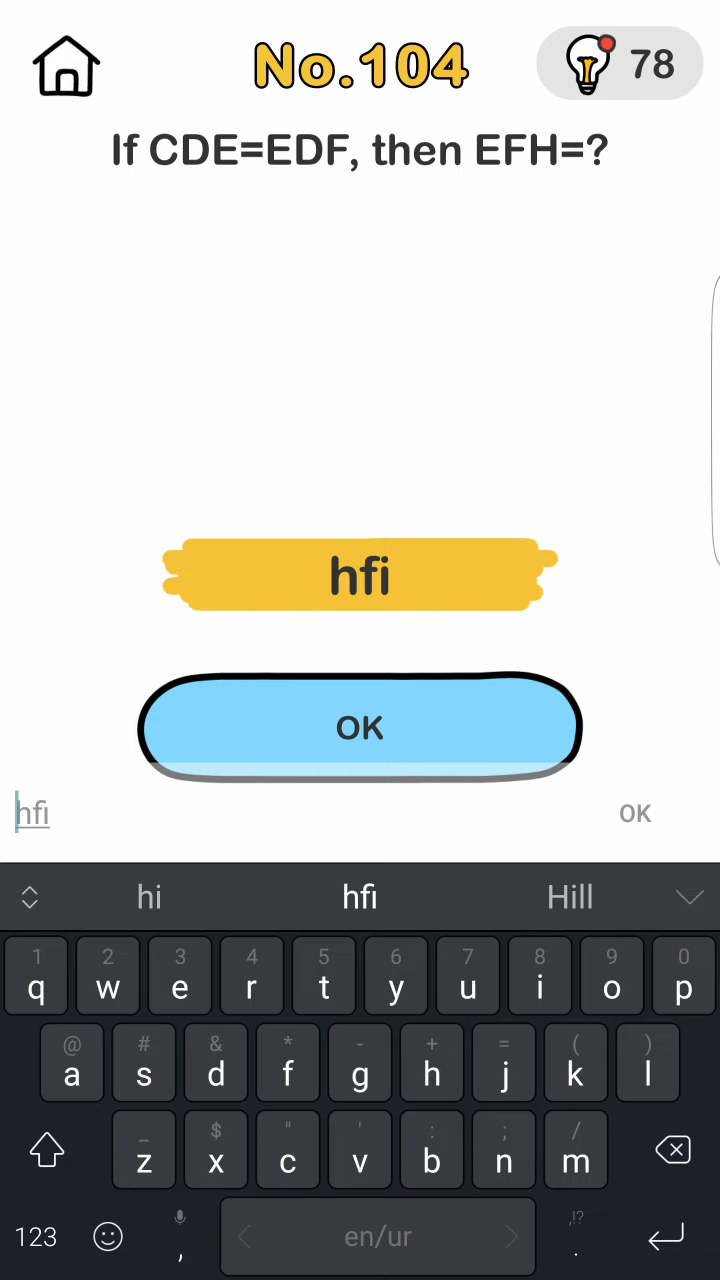 No.104
78
If CDE=EDF, then EFH=?
hfi
OK
hfi
OK
hi hfi Hill
1 2 3 4 5 6 7 8 9 0
q w e r t y u i o p
@ # & * - + = ( )
a s d f g h j k l
_ $ " ' : ; /
z x c v b n m
,!?
123 , en/ur .